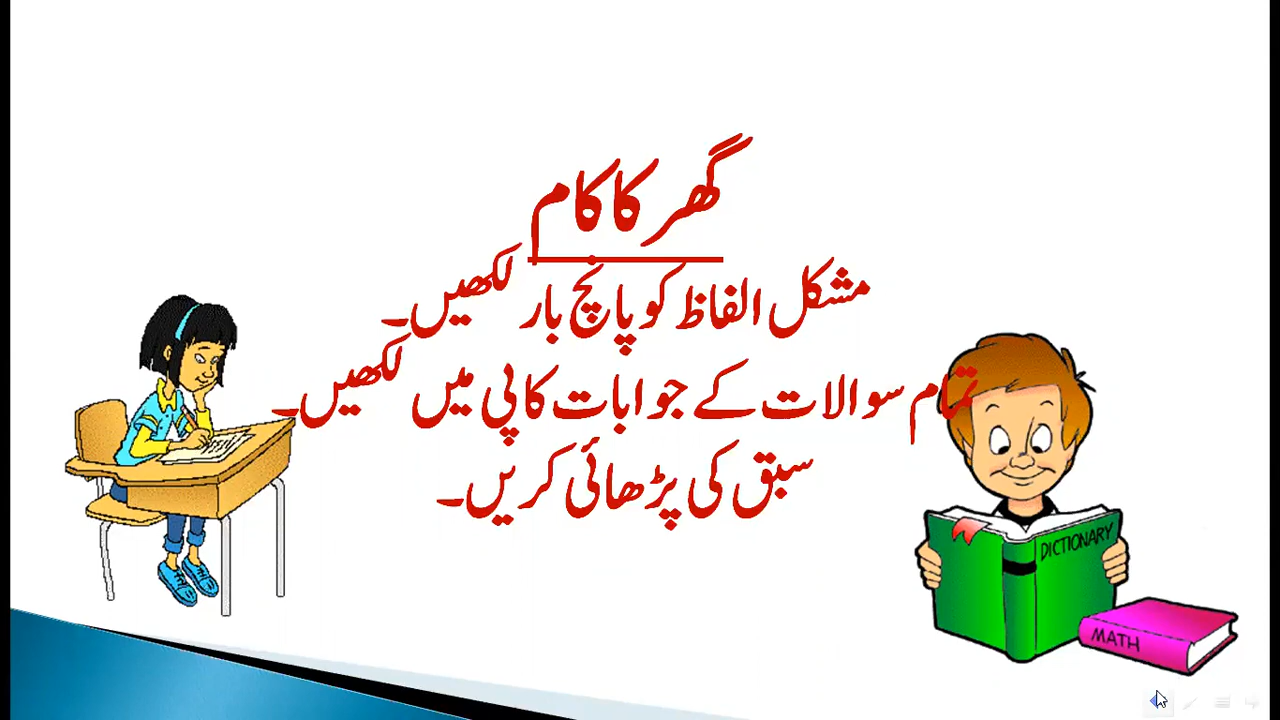 گھر کا کام
مشکل الفاظ کو پانچ بار لکھیں۔
تمام سوالات کے جوابات کاپی میں لکھیں۔
سبق کی پڑھائی کریں۔
DICTIONARY
MATH